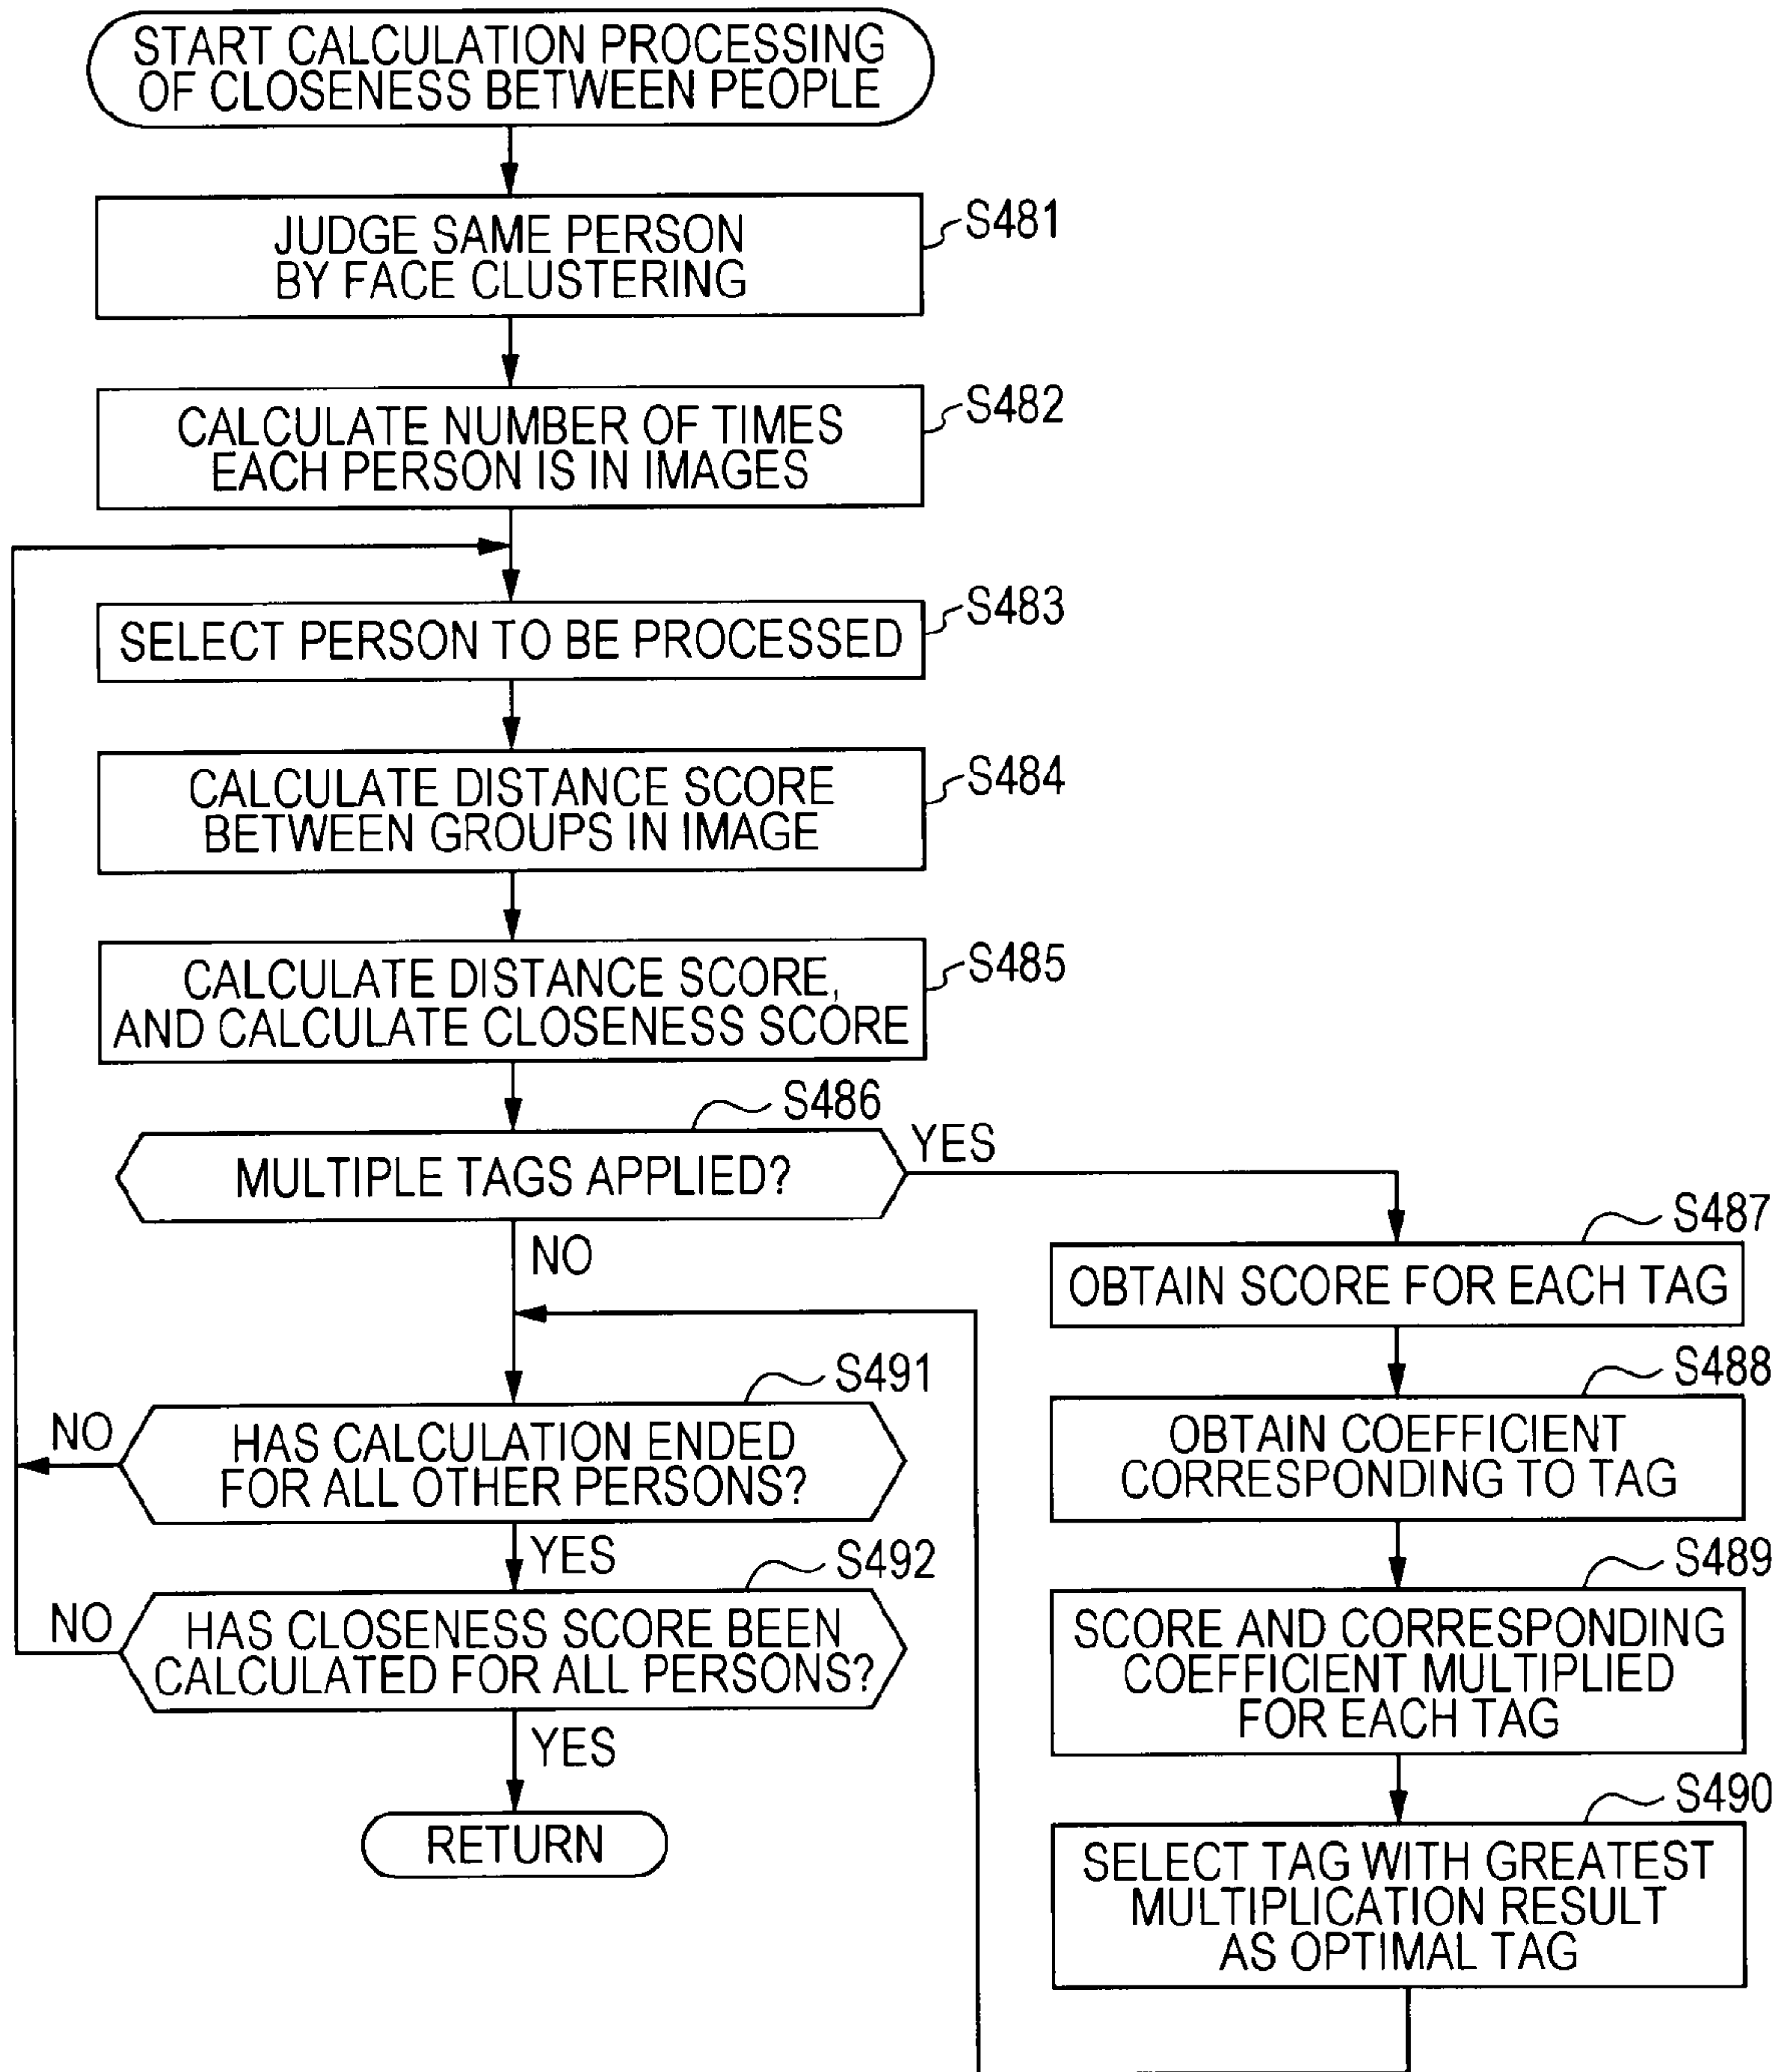 START CALCULATION PROCESSING
OF CLOSENESS BETWEEN PEOPLE
JUDGE SAME PERSON
BY FACE CLUSTERING
S481
CALCULATE NUMBER OF TIMES
EACH PERSON IS IN IMAGES
S482
SELECT PERSON TO BE PROCESSED
S483
CALCULATE DISTANCE SCORE
BETWEEN GROUPS IN IMAGE
S484
CALCULATE DISTANCE SCORE,
AND CALCULATE CLOSENESS SCORE
S485
S486
MULTIPLE TAGS APPLIED?
YES
NO
S487
OBTAIN SCORE FOR EACH TAG
S488
OBTAIN COEFFICIENT
CORRESPONDING TO TAG
S489
SCORE AND CORRESPONDING
COEFFICIENT MULTIPLIED
FOR EACH TAG
S490
SELECT TAG WITH GREATEST
MULTIPLICATION RESULT
AS OPTIMAL TAG
S491
HAS CALCULATION ENDED
FOR ALL OTHER PERSONS?
NO
YES
S492
HAS CLOSENESS SCORE BEEN
CALCULATED FOR ALL PERSONS?
NO
YES
RETURN